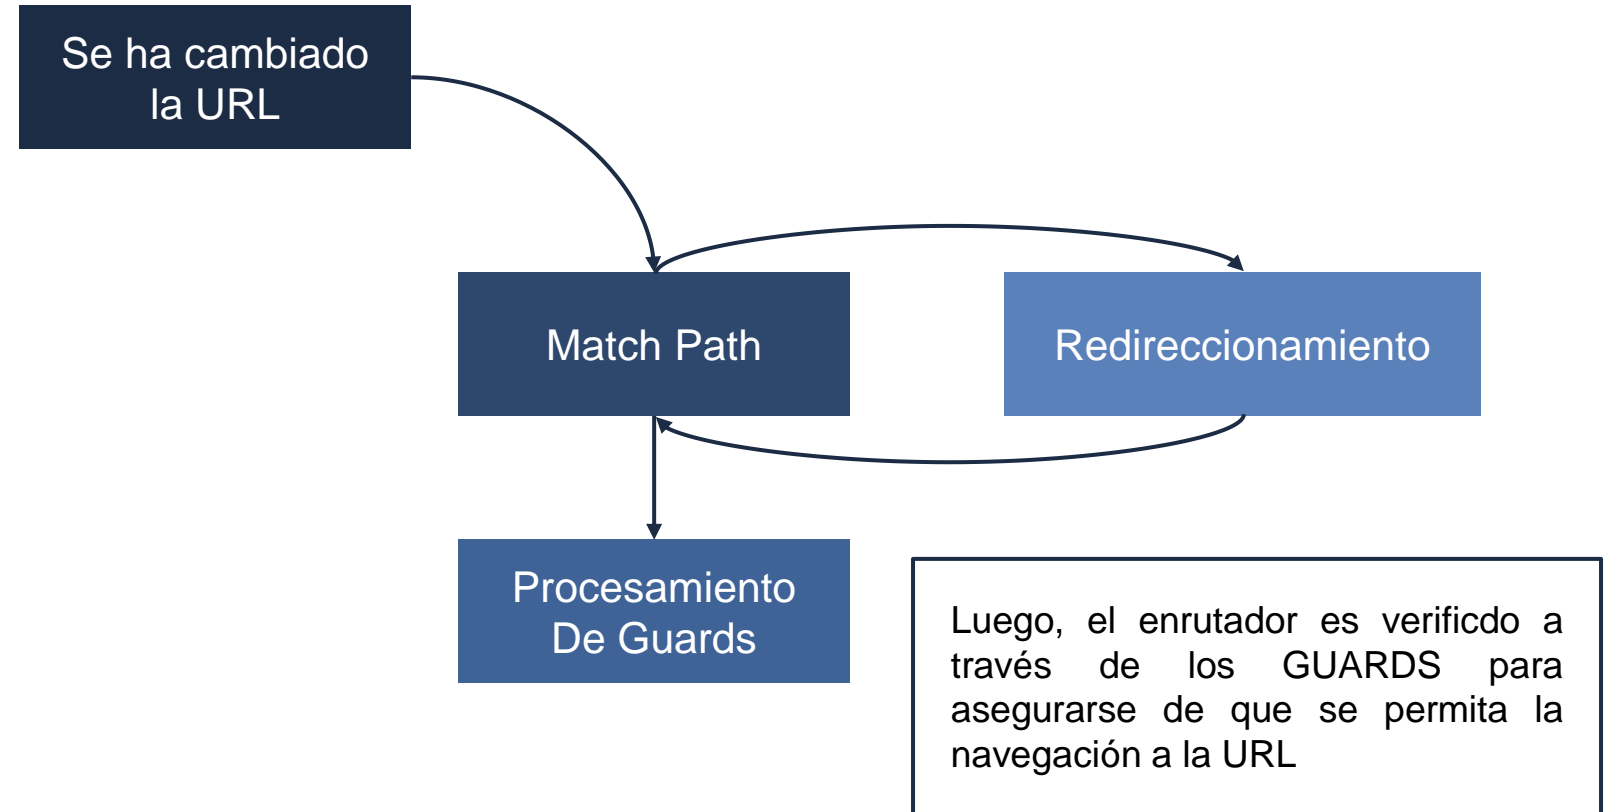 Se ha cambiado
la URL
Match Path
Redireccionamiento
Procesamiento
De Guards
Luego, el enrutador es verificdo a
través de los GUARDS para
asegurarse de que se permita la
navegación a la URL